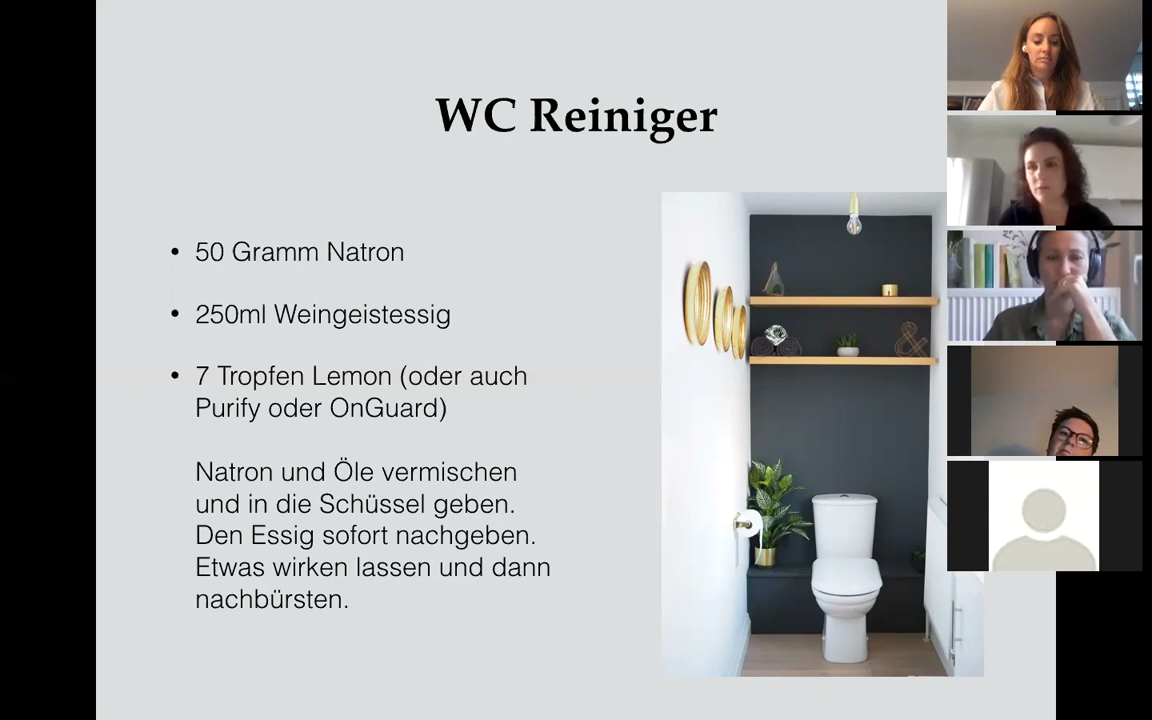 WC Reiniger
• 50 Gramm Natron
• 250ml Weingeistessig
• 7 Tropfen Lemon (oder auch
Purify oder OnGuard)
Natron und Öle vermischen
und in die Schüssel geben.
Den Essig sofort nachgeben.
Etwas wirken lassen und dann
nachbürsten.